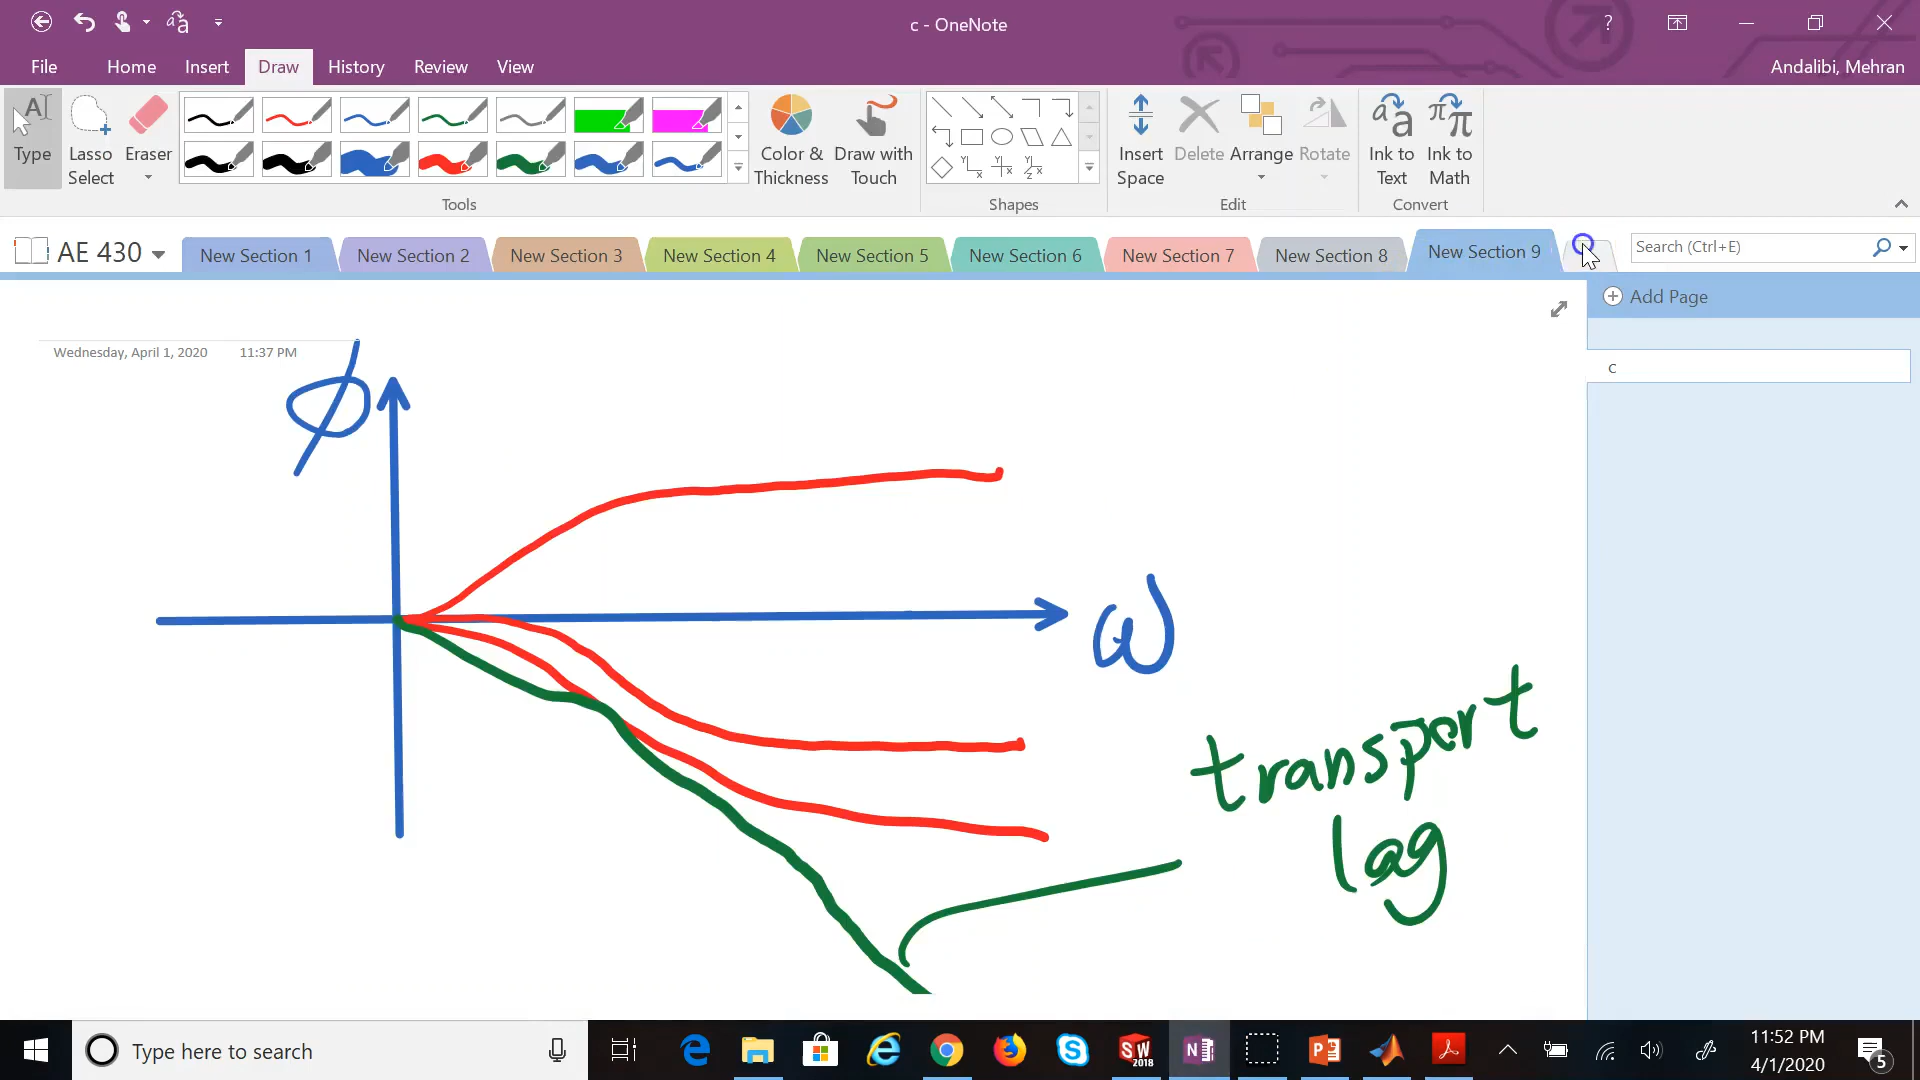 c - OneNote
?
File Home Insert Draw History Review View
Andalibi, Mehran
Type
Lasso Select
Eraser
Color & Thickness
Draw with Touch
Insert Space
Delete
Arrange
Rotate
Ink to Text
Ink to Math
Tools
Shapes
Edit
Convert
AE 430
New Section 1
New Section 2
New Section 3
New Section 4
New Section 5
New Section 6
New Section 7
New Section 8
New Section 9
Search (Ctrl+E)
Add Page
c
Wednesday, April 1, 2020 11:37 PM
ϕ
ω
transport
lag
Type here to search
SW
2018
11:52 PM
4/1/2020
5